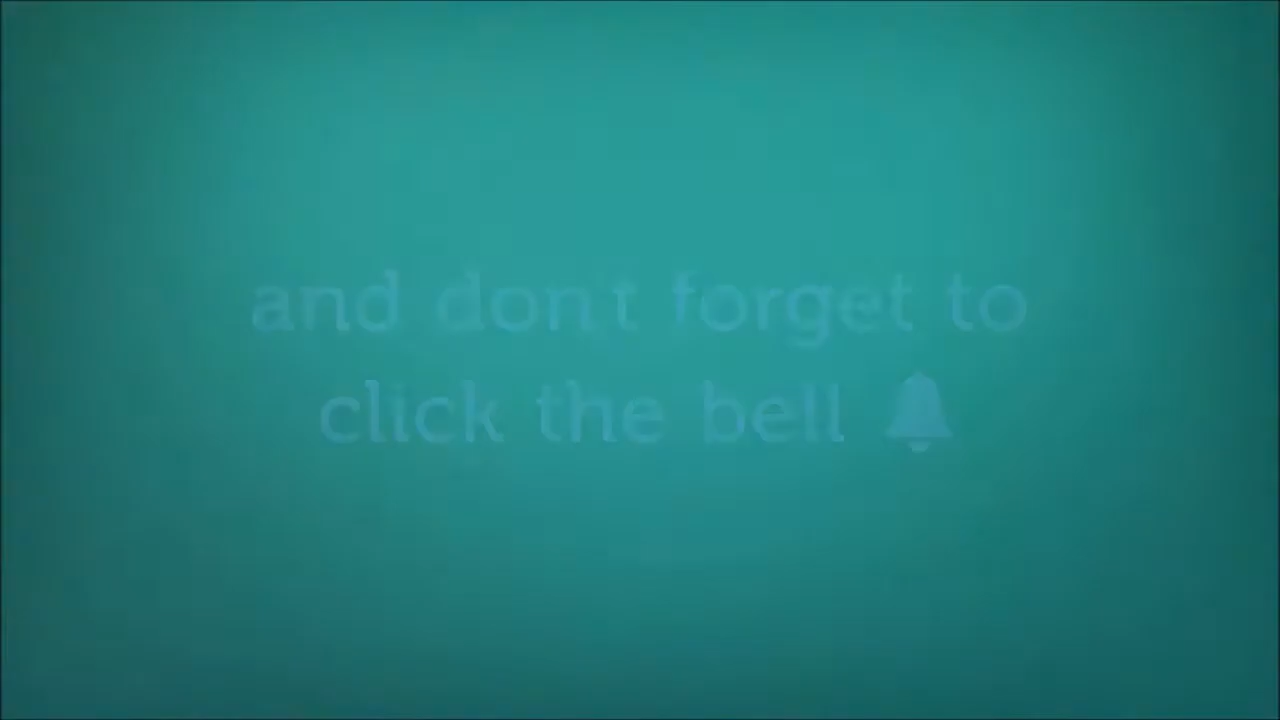 and don't forget to
click the bell 🔔